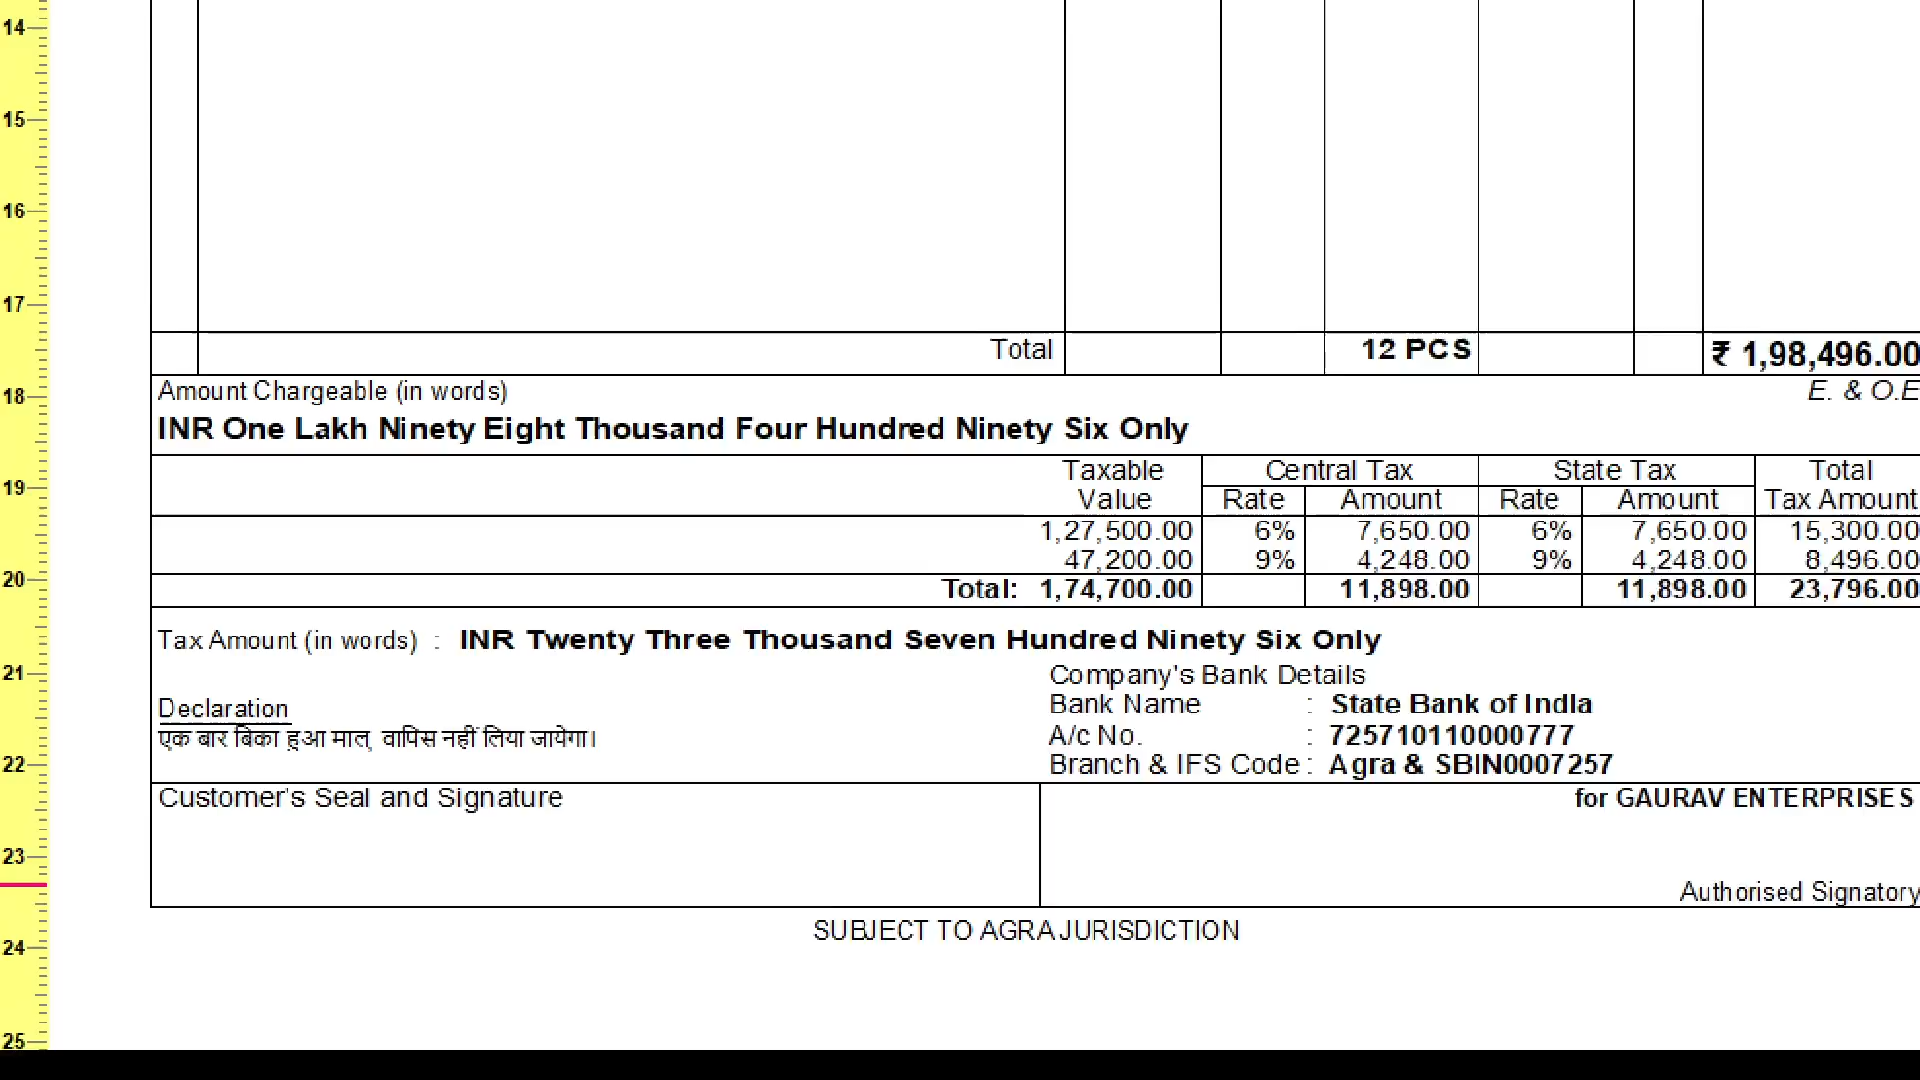 14
15
16
17
Total 12 PCS ₹ 1,98,496.00
18
Amount Chargeable (in words) E. & O.E
INR One Lakh Ninety Eight Thousand Four Hundred Ninety Six Only
Taxable Central Tax State Tax Total
19
Value Rate Amount Rate Amount Tax Amount
1,27,500.00 6% 7,650.00 6% 7,650.00 15,300.00
47,200.00 9% 4,248.00 9% 4,248.00 8,496.00
20
Total: 1,74,700.00 11,898.00 11,898.00 23,796.00
Tax Amount (in words) : INR Twenty Three Thousand Seven Hundred Ninety Six Only
21
Company's Bank Details
Declaration
Bank Name : State Bank of India
एक बार बिका हुआ माल, वापिस नहीं लिया जायेगा।
A/c No. : 725710110000777
22
Branch & IFS Code : Agra & SBIN0007257
Customer's Seal and Signature
for GAURAV ENTERPRISES
23
Authorised Signatory
SUBJECT TO AGRA JURISDICTION
24
25